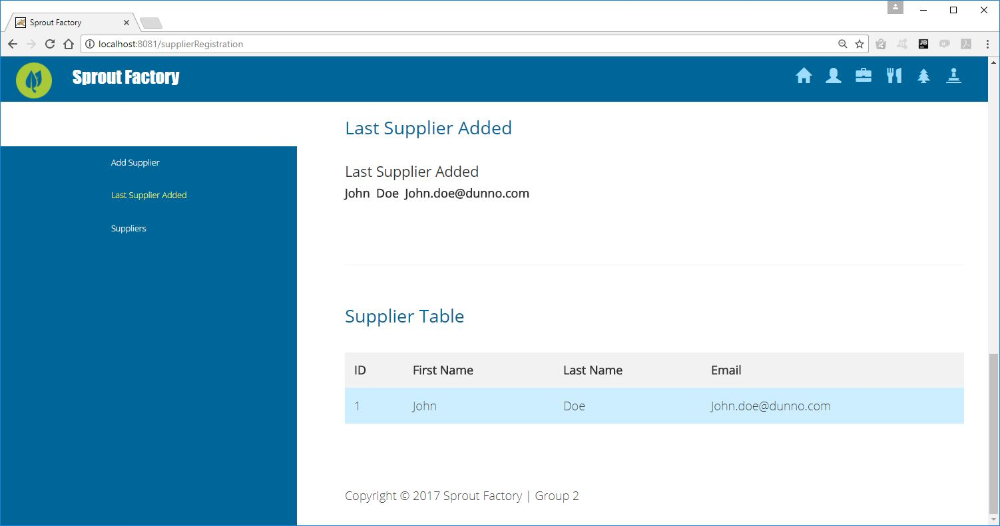 Sprout Factory
localhost:8081/supplierRegistration
JB
Sprout Factory
Add Supplier
Last Supplier Added
Suppliers
Last Supplier Added
Last Supplier Added
John Doe John.doe@dunno.com
Supplier Table
ID First Name Last Name Email
1 John Doe John.doe@dunno.com
Copyright © 2017 Sprout Factory | Group 2